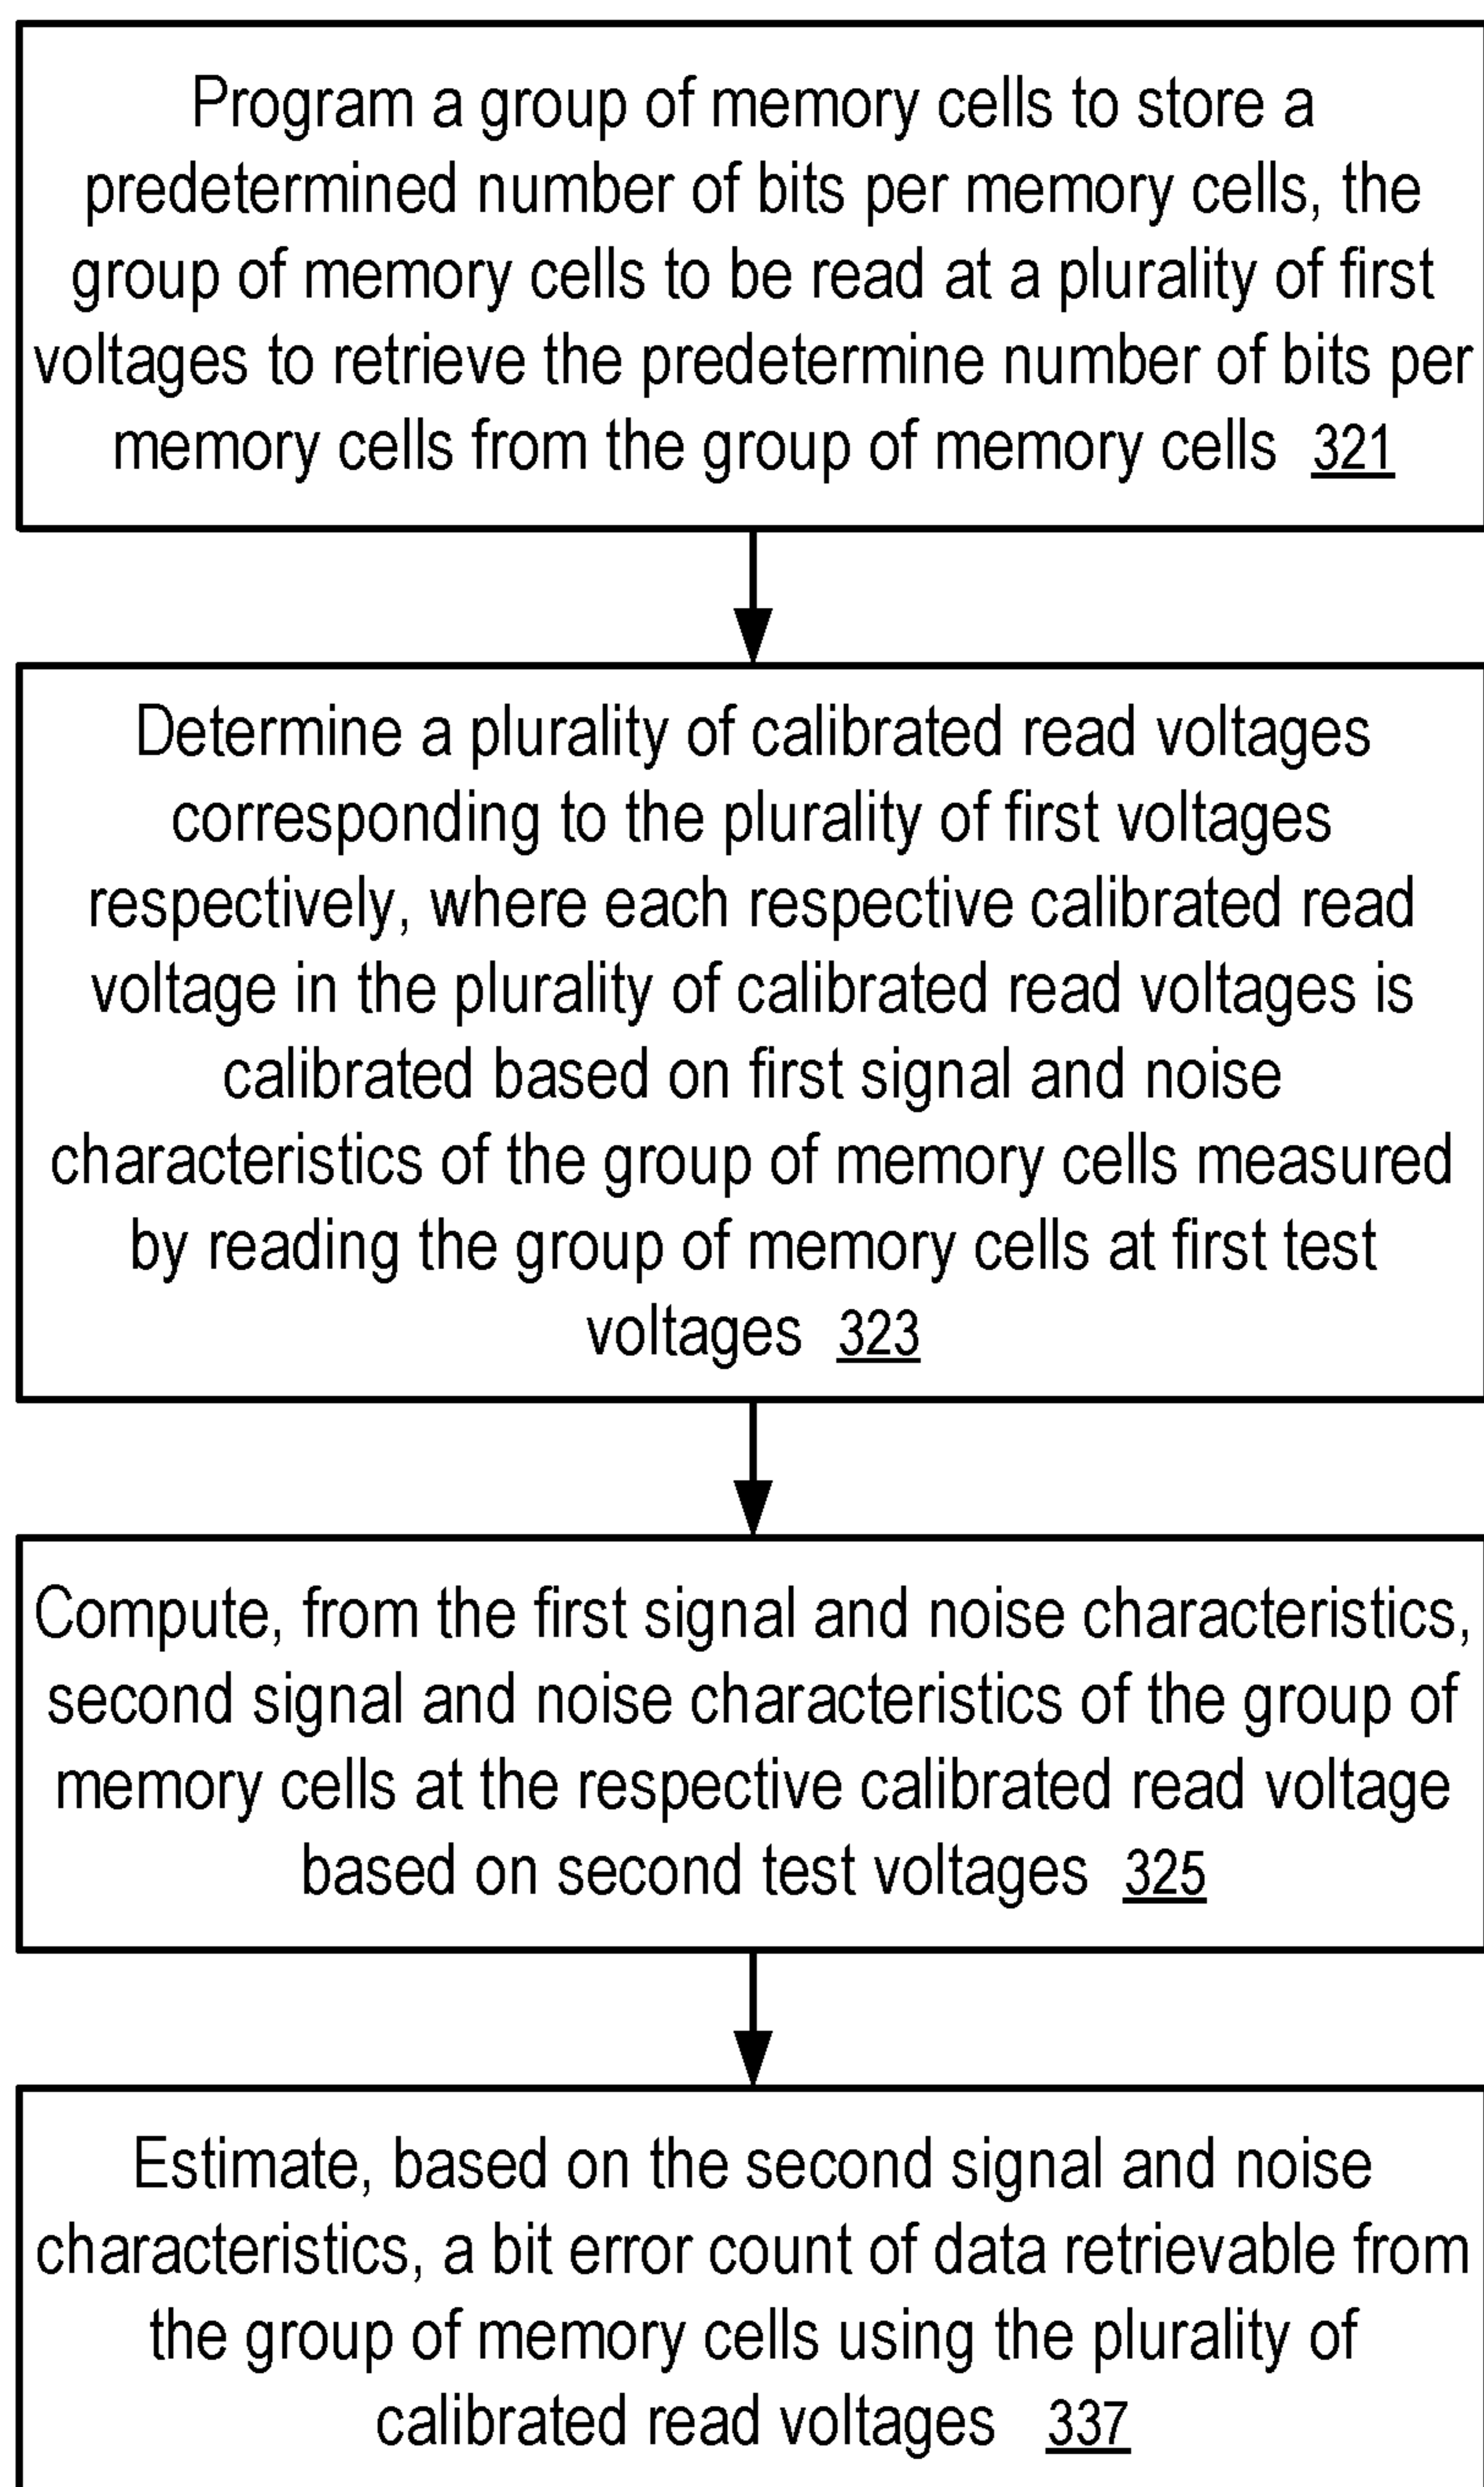 Program a group of memory cells to store a
predetermined number of bits per memory cells, the
group of memory cells to be read at a plurality of first
voltages to retrieve the predetermine number of bits per
memory cells from the group of memory cells 321
Determine a plurality of calibrated read voltages
corresponding to the plurality of first voltages
respectively, where each respective calibrated read
voltage in the plurality of calibrated read voltages is
calibrated based on first signal and noise
characteristics of the group of memory cells measured
by reading the group of memory cells at first test
voltages 323
Compute, from the first signal and noise characteristics,
second signal and noise characteristics of the group of
memory cells at the respective calibrated read voltage
based on second test voltages 325
Estimate, based on the second signal and noise
characteristics, a bit error count of data retrievable from
the group of memory cells using the plurality of
calibrated read voltages 337